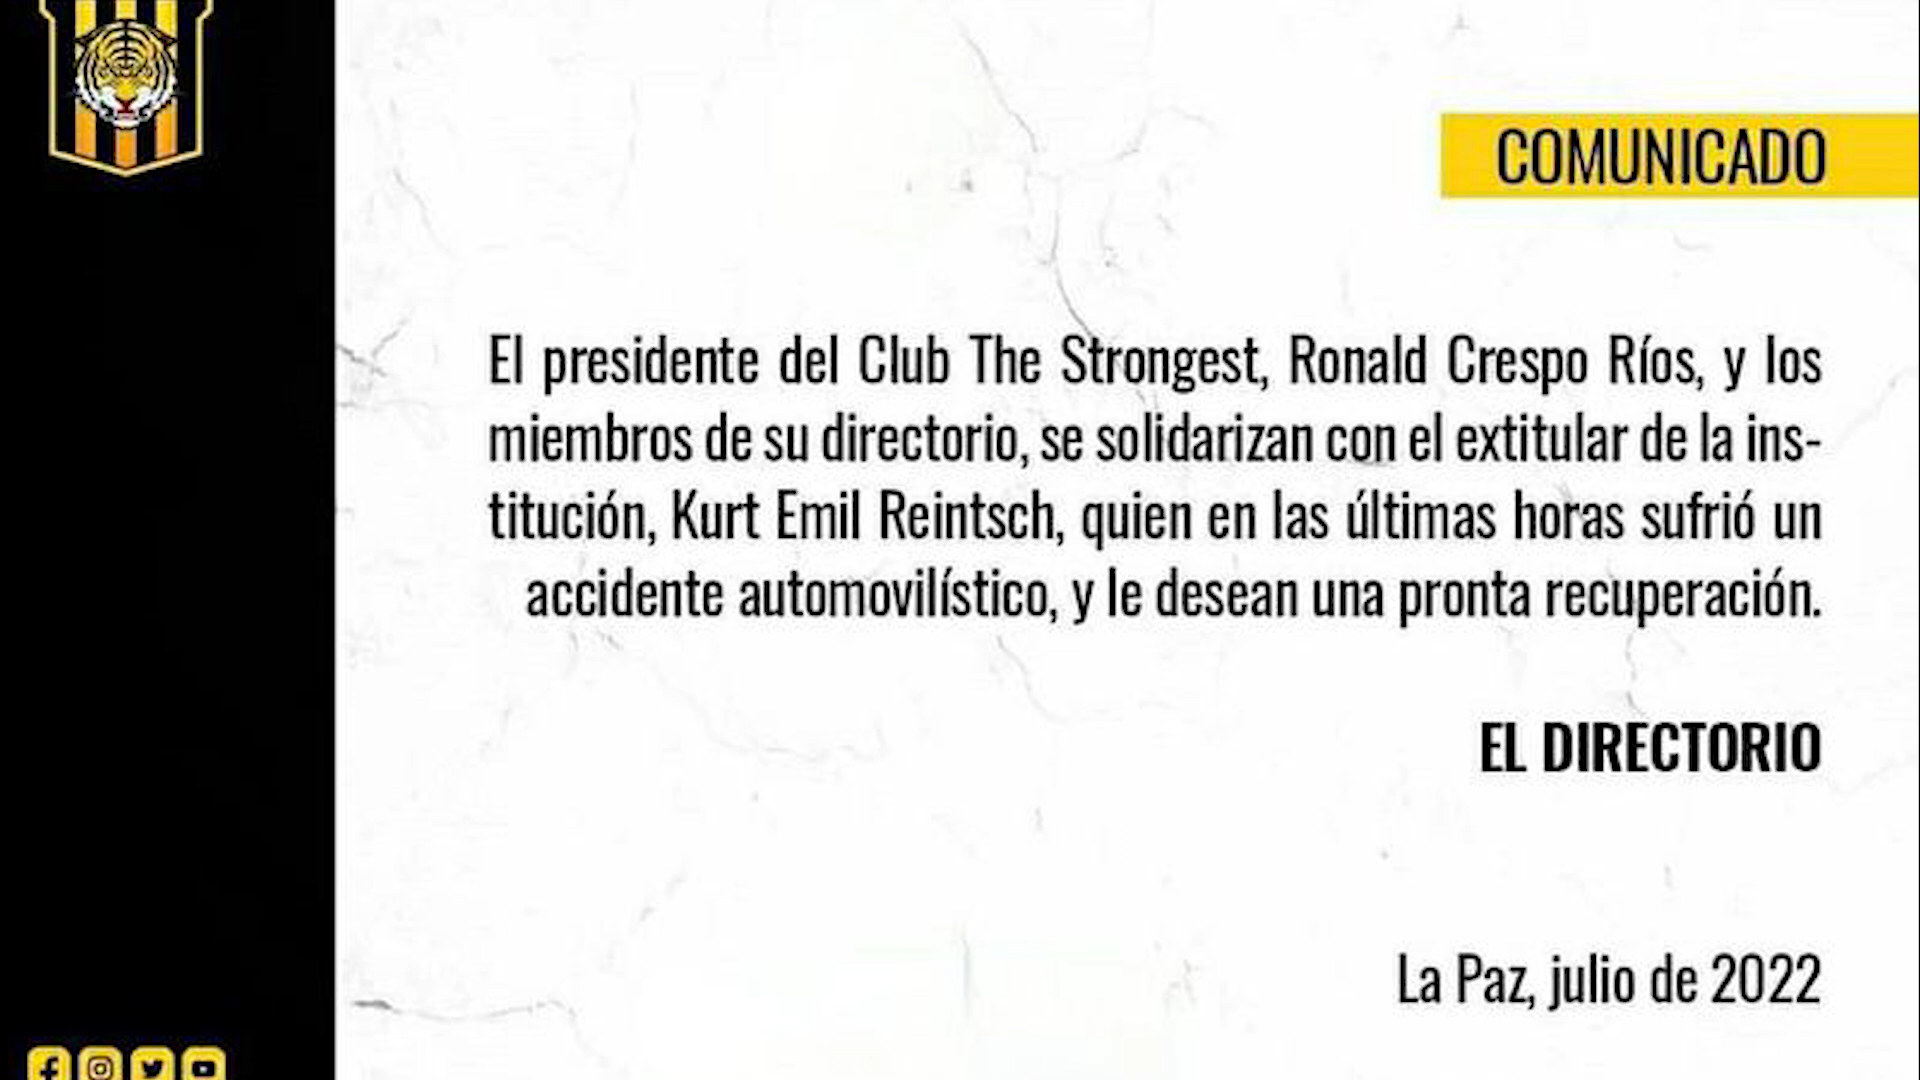 COMUNICADO
El presidente del Club The Strongest, Ronald Crespo Ríos, y los
miembros de su directorio, se solidarizan con el extitular de la ins-
titución, Kurt Emil Reintsch, quien en las últimas horas sufrió un
accidente automovilístico, y le desean una pronta recuperación.
EL DIRECTORIO
La Paz, julio de 2022